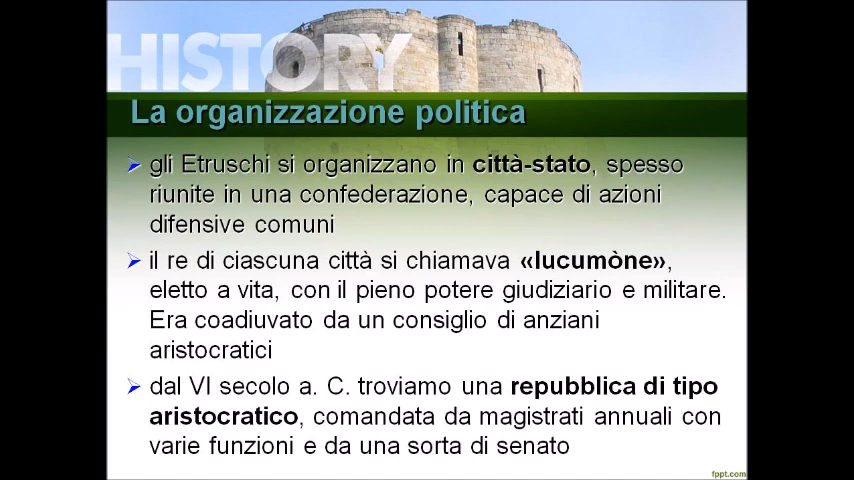 HISTORY
La organizzazione politica
gli Etruschi si organizzano in città-stato, spesso
riunite in una confederazione, capace di azioni
difensive comuni
il re di ciascuna città si chiamava «lucumòne»,
eletto a vita, con il pieno potere giudiziario e militare.
Era coadiuvato da un consiglio di anziani
aristocratici
dal VI secolo a. C. troviamo una repubblica di tipo
aristocratico, comandata da magistrati annuali con
varie funzioni e da una sorta di senato
fppt.com